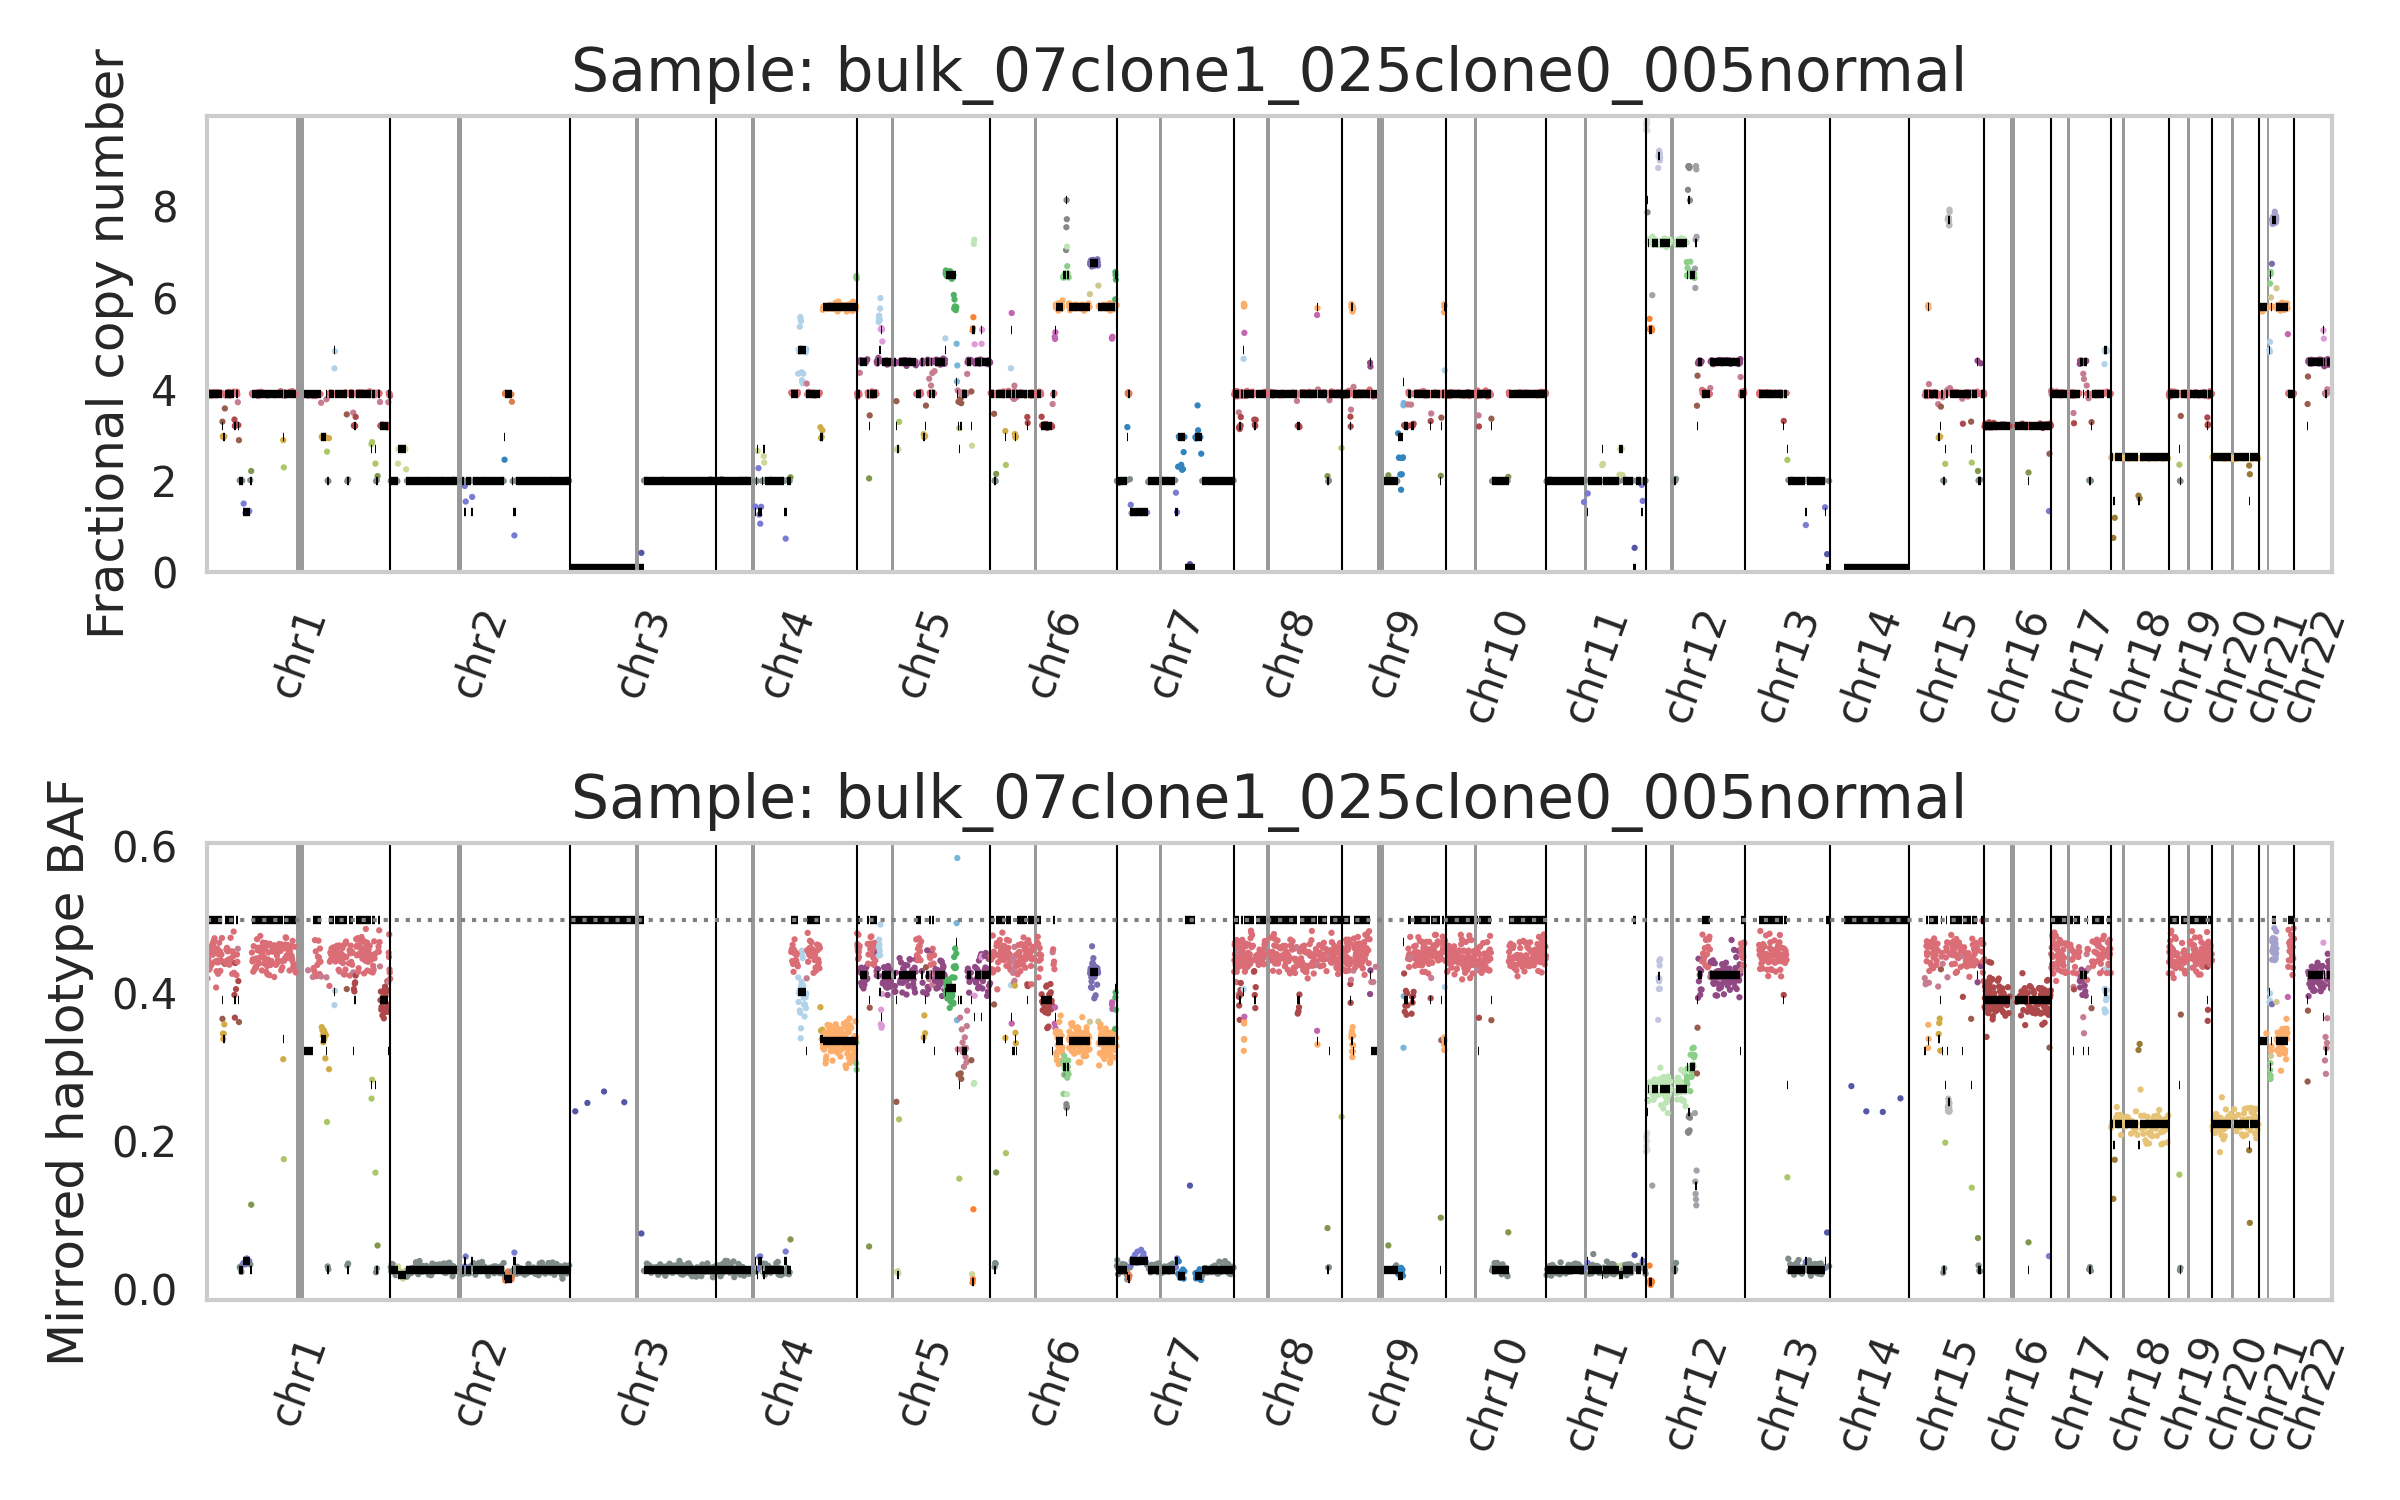 Sample: bulk_07clone1_025clone0_005normal
Fractional copy number
8
6
4
2
0
chr1 chr2 chr3 chr4 chr5 chr6 chr7 chr8 chr9 chr10 chr11 chr12 chr13 chr14 chr15 chr16 chr17 chr18 chr19 chr20 chr21 chr22
Sample: bulk_07clone1_025clone0_005normal
Mirrored haplotype BAF
0.6
0.4
0.2
0.0
chr1 chr2 chr3 chr4 chr5 chr6 chr7 chr8 chr9 chr10 chr11 chr12 chr13 chr14 chr15 chr16 chr17 chr18 chr19 chr20 chr21 chr22